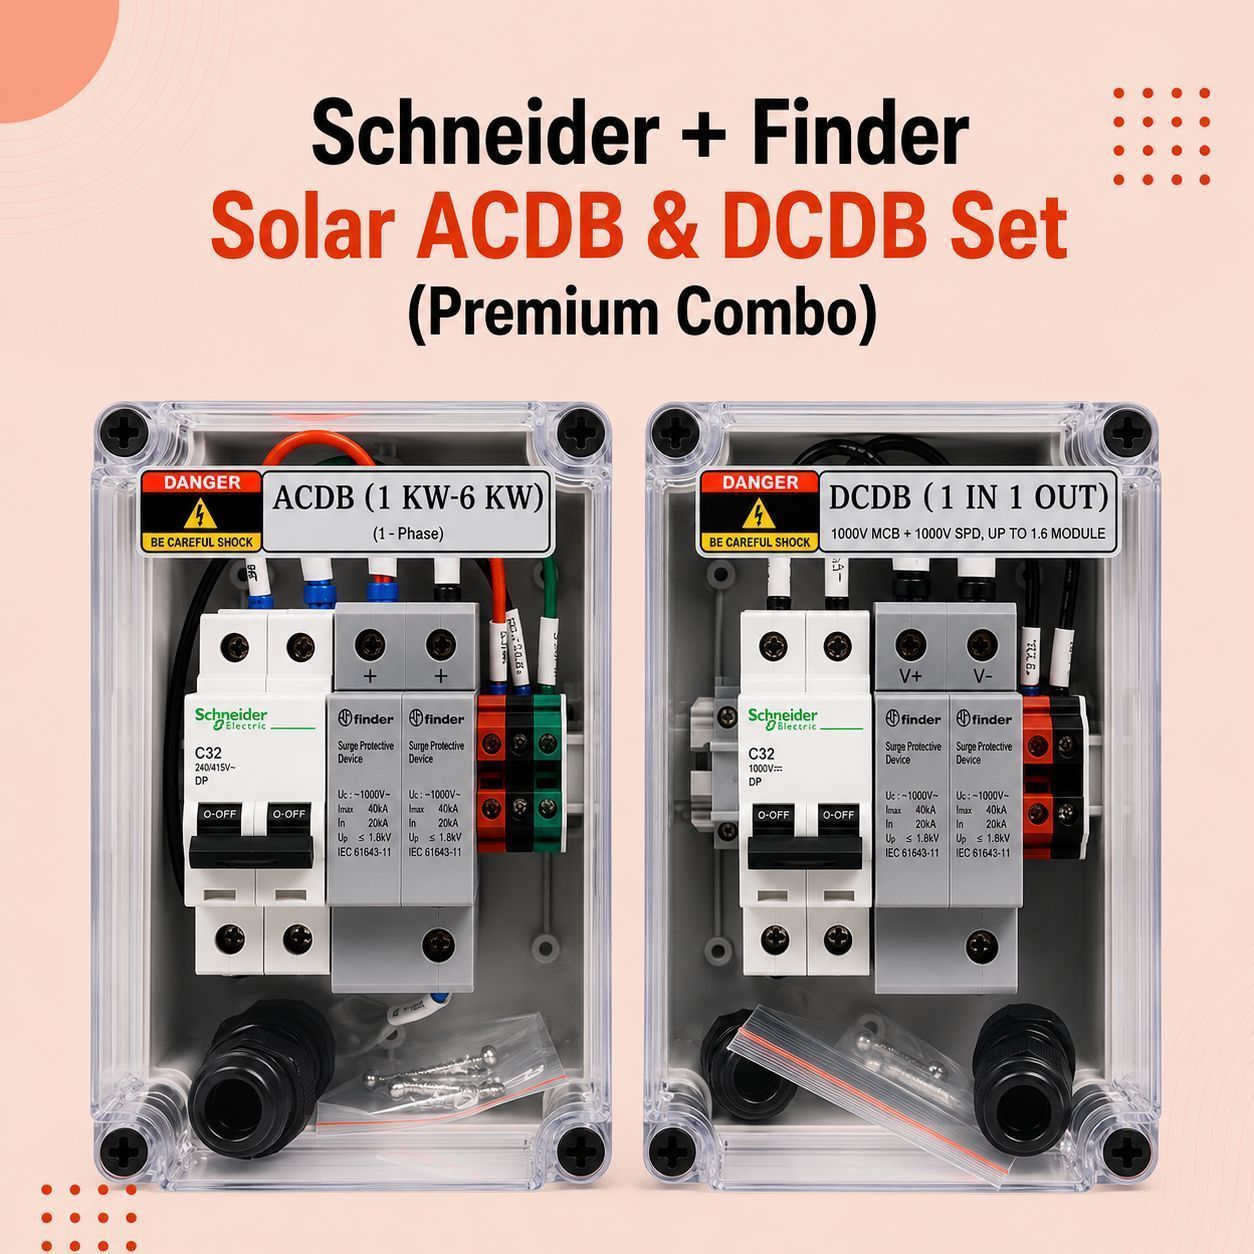 Schneider + Finder
Solar ACDB & DCDB Set
(Premium Combo)
DANGER
BE CAREFUL SHOCK
ACDB (1 KW-6 KW)
(1 - Phase)
DANGER
BE CAREFUL SHOCK
DCDB ( 1 IN 1 OUT)
1000V MCB + 1000V SPD, UP TO 1.6 MODULE
+ +
Schneider
Electric
C32
240/415V~
DP
O-OFF O-OFF
finder
Surge Protective
Device
Uc : ~1000V~
Imax 40kA
In 20kA
Up ≤ 1.8kV
IEC 61643-11
finder
Surge Protective
Device
Uc : ~1000V~
Imax 40kA
In 20kA
Up ≤ 1.8kV
IEC 61643-11
V+ V-
Schneider
Electric
C32
1000V⎓
DP
O-OFF O-OFF
finder
Surge Protective
Device
Uc : ~1000V~
Imax 40kA
In 20kA
Up ≤ 1.8kV
IEC 61643-11
finder
Surge Protective
Device
Uc : ~1000V~
Imax 40kA
In 20kA
Up ≤ 1.8kV
IEC 61643-11